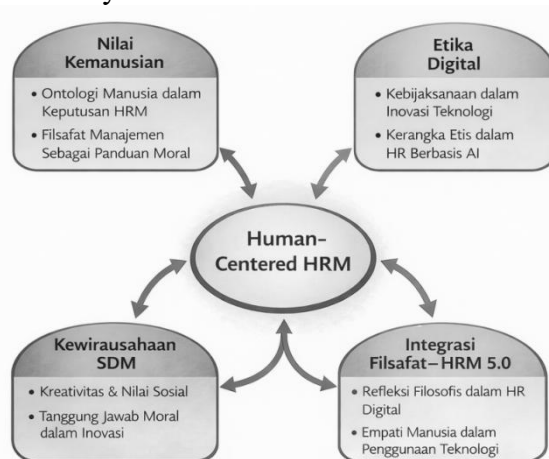 Nilai
Kemanusian
• Ontologi Manusia dalam
Keputusan HRM
• Filsafat Manajemen
Sebagai Panduan Moral
Etika
Digital
• Kebijaksanaan dalam
Inovasi Teknologi
• Kerangka Etis dalam
HR Berbasis AI
Human-
Centered HRM
Kewirausahaan
SDM
• Kreativitas & Nilai Sosial
• Tanggung Jawab Moral
dalam Inovasi
Integrasi
Filsafat–HRM 5.0
• Refleksi Filosofis dalam HR
Digital
• Empati Manusia dalam
Penggunaan Teknologi